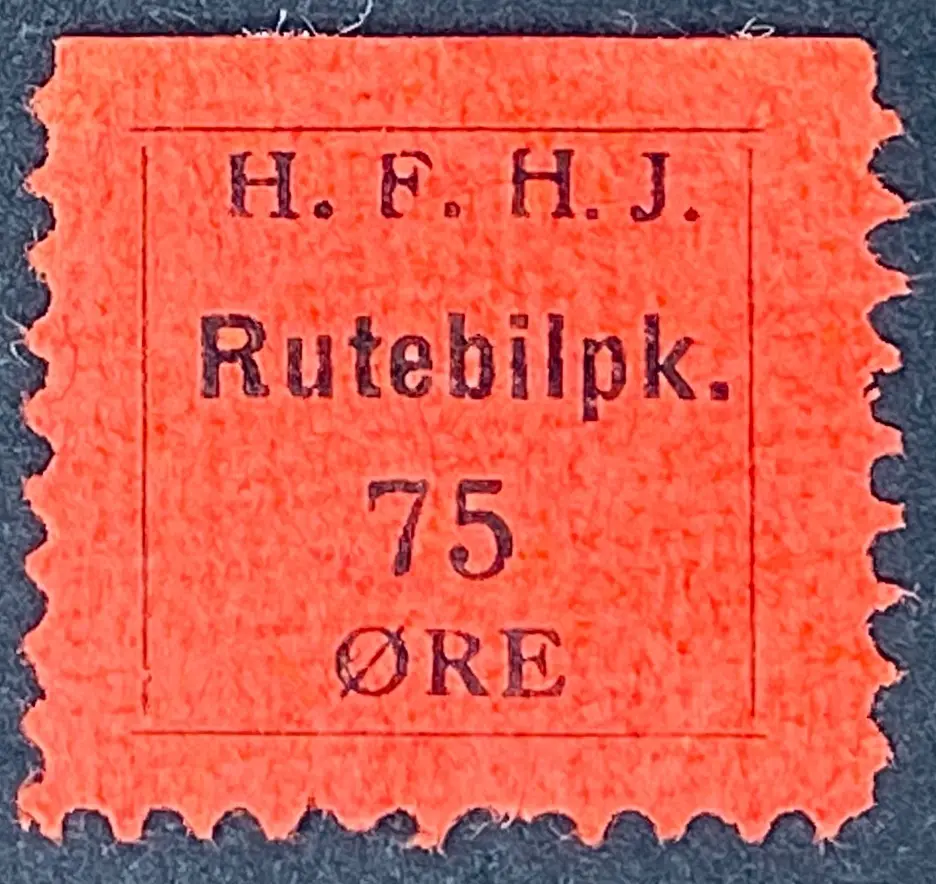 H. F. H. J.
Rutebilpk.
75
ØRE